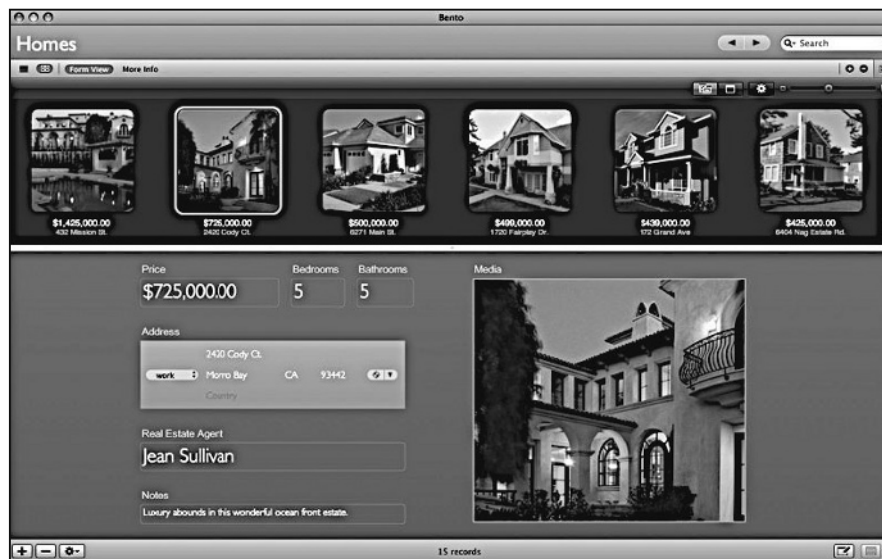 Bento
Homes
Search
Form View More Info
$1,425,000.00 $725,000.00 $500,000.00 $499,000.00 $439,000.00 $425,000.00
432 Mission St. 2420 Cody Ct. 6271 Main St. 1720 Fairpley Dr. 572 Grand Ave 6404 Nag Estate Rd.
Price Bedrooms Bathrooms Media
$725,000.00 5 5
Address
2420 Cody Ct.
work Morro Bay CA 93442
Country
Real Estate Agent
Jean Sullivan
Notes
Luxury abounds in this wonderful ocean front estate.
15 records